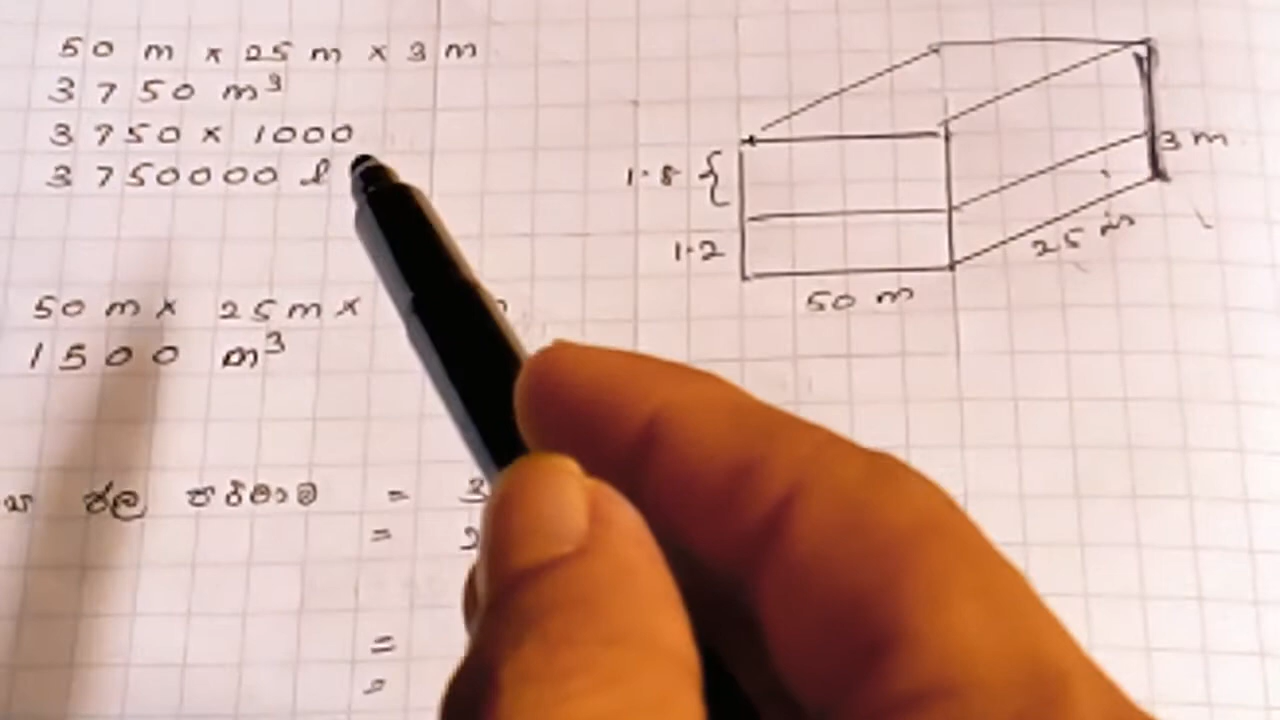 50 m × 25 m × 3 m
3750 m³
3750 × 1000
3750000 l
50 m × 25 m ×
1500 m³
ජල පරිමාව =
= 2
=
=
1.8 {
1.2
3 m
25 m
50 m